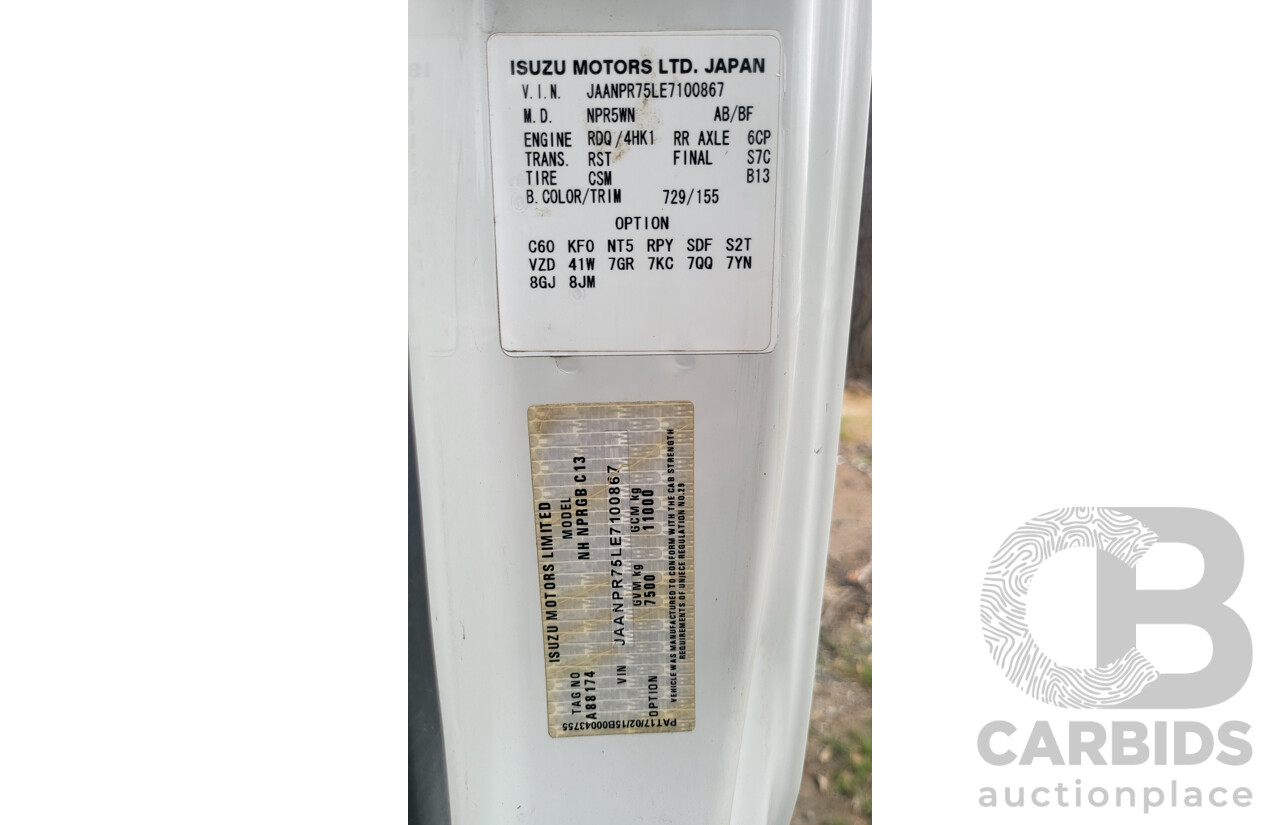 ISUZU MOTORS LTD. JAPAN
V.I.N. JAANPR75LE7100867
M.D. NPR5WN AB/BF
ENGINE RDQ/4HK1 RR AXLE 6CP
TRANS. RST FINAL S7C
TIRE CSM B13
B.COLOR/TRIM 729/155
OPTION
C60 KF0 NT5 RPY SDF S2T
VZD 41W 7GR 7KC 7QQ 7YN
8GJ 8JM
ISUZU MOTORS LIMITED
TAG NO MODEL
A88174 NH NPRGB C13
VIN JAANPR75LE7100867
GVM kg GCM kg
OPTION 7500 11000
VEHICLE WAS MANUFACTURED TO CONFORM WITH THE CAB STRENGTH
REQUIREMENTS OF UNIECE REGULATION NO.29
PAT17/02/15B00043755
CB
CARBIDS
auctionplace